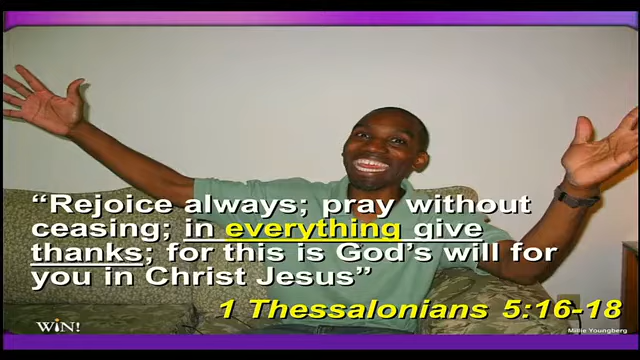 “Rejoice always; pray without
ceasing; in everything give
thanks; for this is God’s will for
you in Christ Jesus”
1 Thessalonians 5:16-18
WiN!
Millie Youngberg